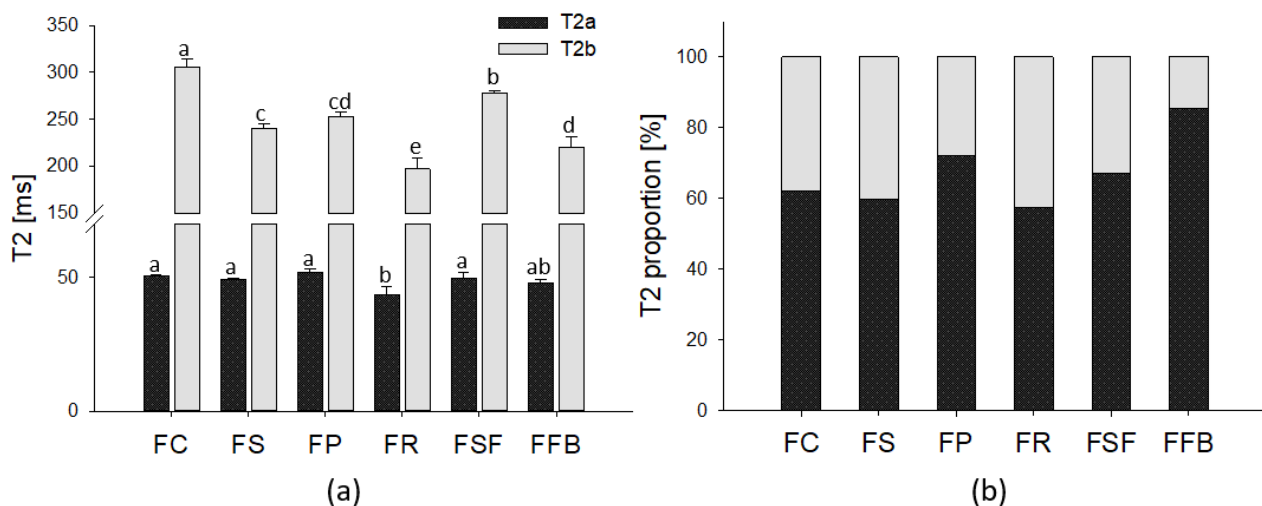 T2a
T2b
T2 [ms]
350
300
250
200
150
50
0
a
c
cd
e
b
d
a
a
a
b
a
ab
FC FS FP FR FSF FFB
(a)
T2 proportion [%]
100
80
60
40
20
0
FC FS FP FR FSF FFB
(b)